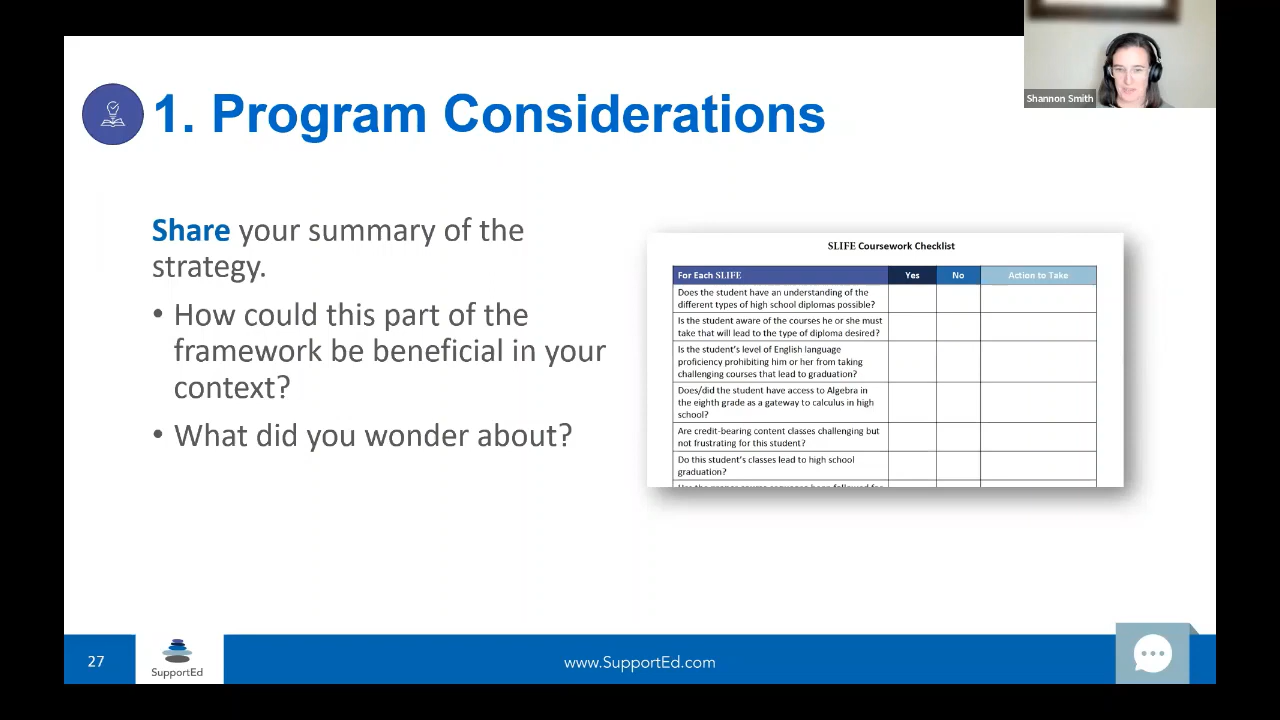 Shannon Smith
1. Program Considerations
Share your summary of the
strategy.
• How could this part of the
framework be beneficial in your
context?
• What did you wonder about?
SLIFE Coursework Checklist
For Each SLIFE Yes No Action to Take
Does the student have an understanding of the
different types of high school diplomas possible?
Is the student aware of the courses he or she must
take that will lead to the type of diploma desired?
Is the student's level of English language
proficiency prohibiting him or her from taking
challenging courses that lead to graduation?
Does/did the student have access to Algebra in
the eighth grade as a gateway to calculus in high
school?
Are credit-bearing content classes challenging but
not frustrating for this student?
Do this student's classes lead to high school
graduation?
27
SupportEd
www.SupportEd.com